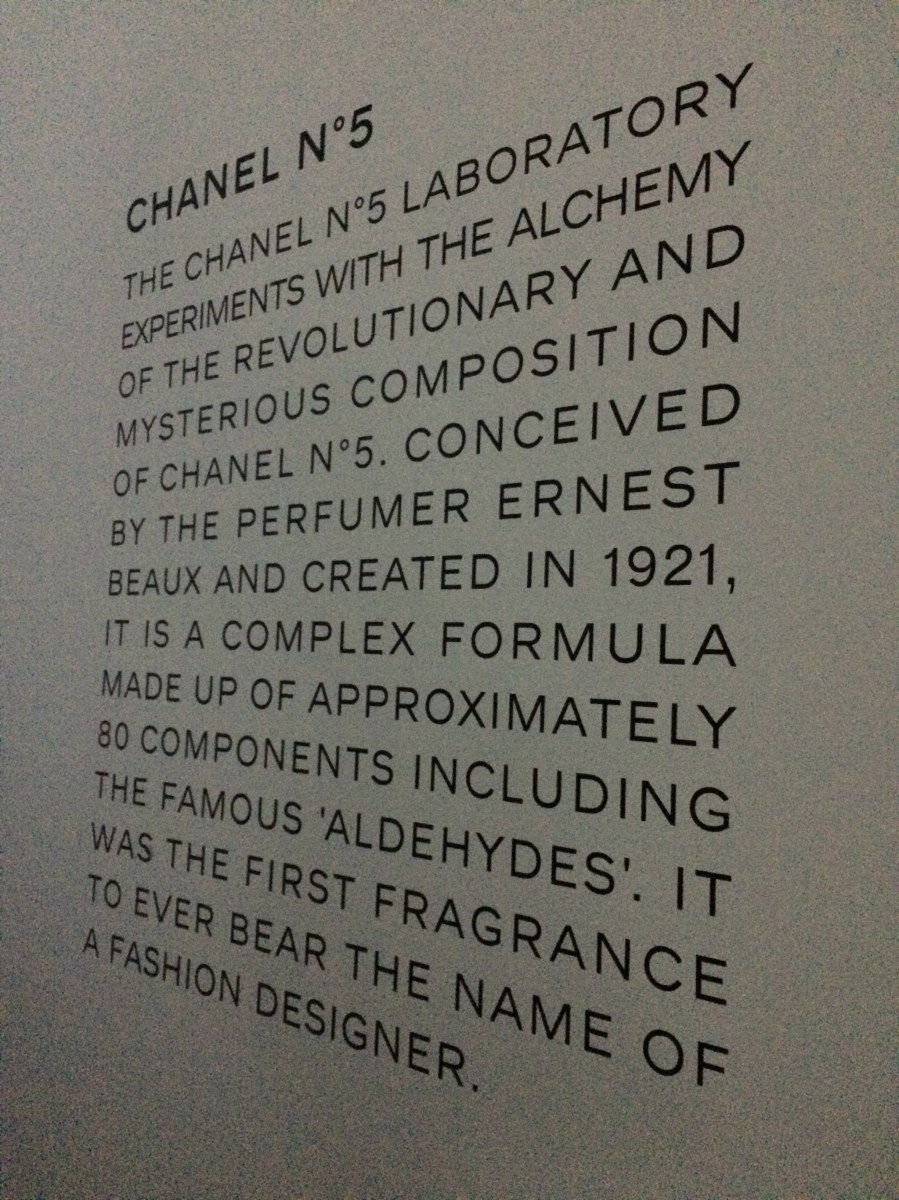 CHANEL N°5
THE CHANEL N°5 LABORATORY
EXPERIMENTS WITH THE ALCHEMY
OF THE REVOLUTIONARY AND
MYSTERIOUS COMPOSITION
OF CHANEL N°5. CONCEIVED
BY THE PERFUMER ERNEST
BEAUX AND CREATED IN 1921,
IT IS A COMPLEX FORMULA
MADE UP OF APPROXIMATELY
80 COMPONENTS INCLUDING
THE FAMOUS 'ALDEHYDES'. IT
WAS THE FIRST FRAGRANCE
TO EVER BEAR THE NAME OF
A FASHION DESIGNER.